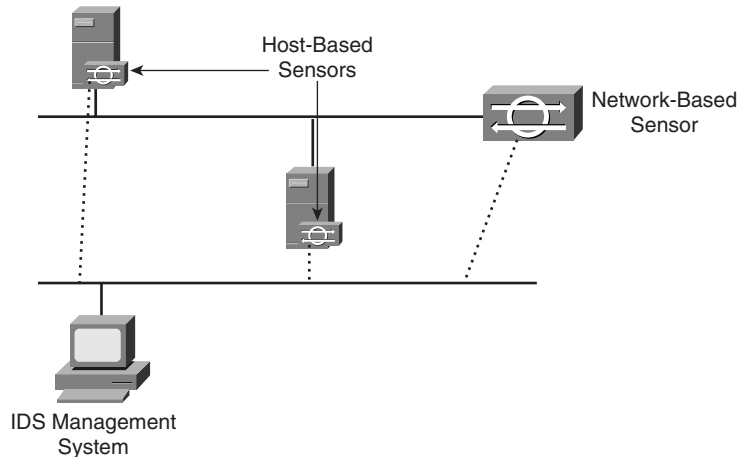 Host-Based
Sensors
Network-Based
Sensor
IDS Management
System